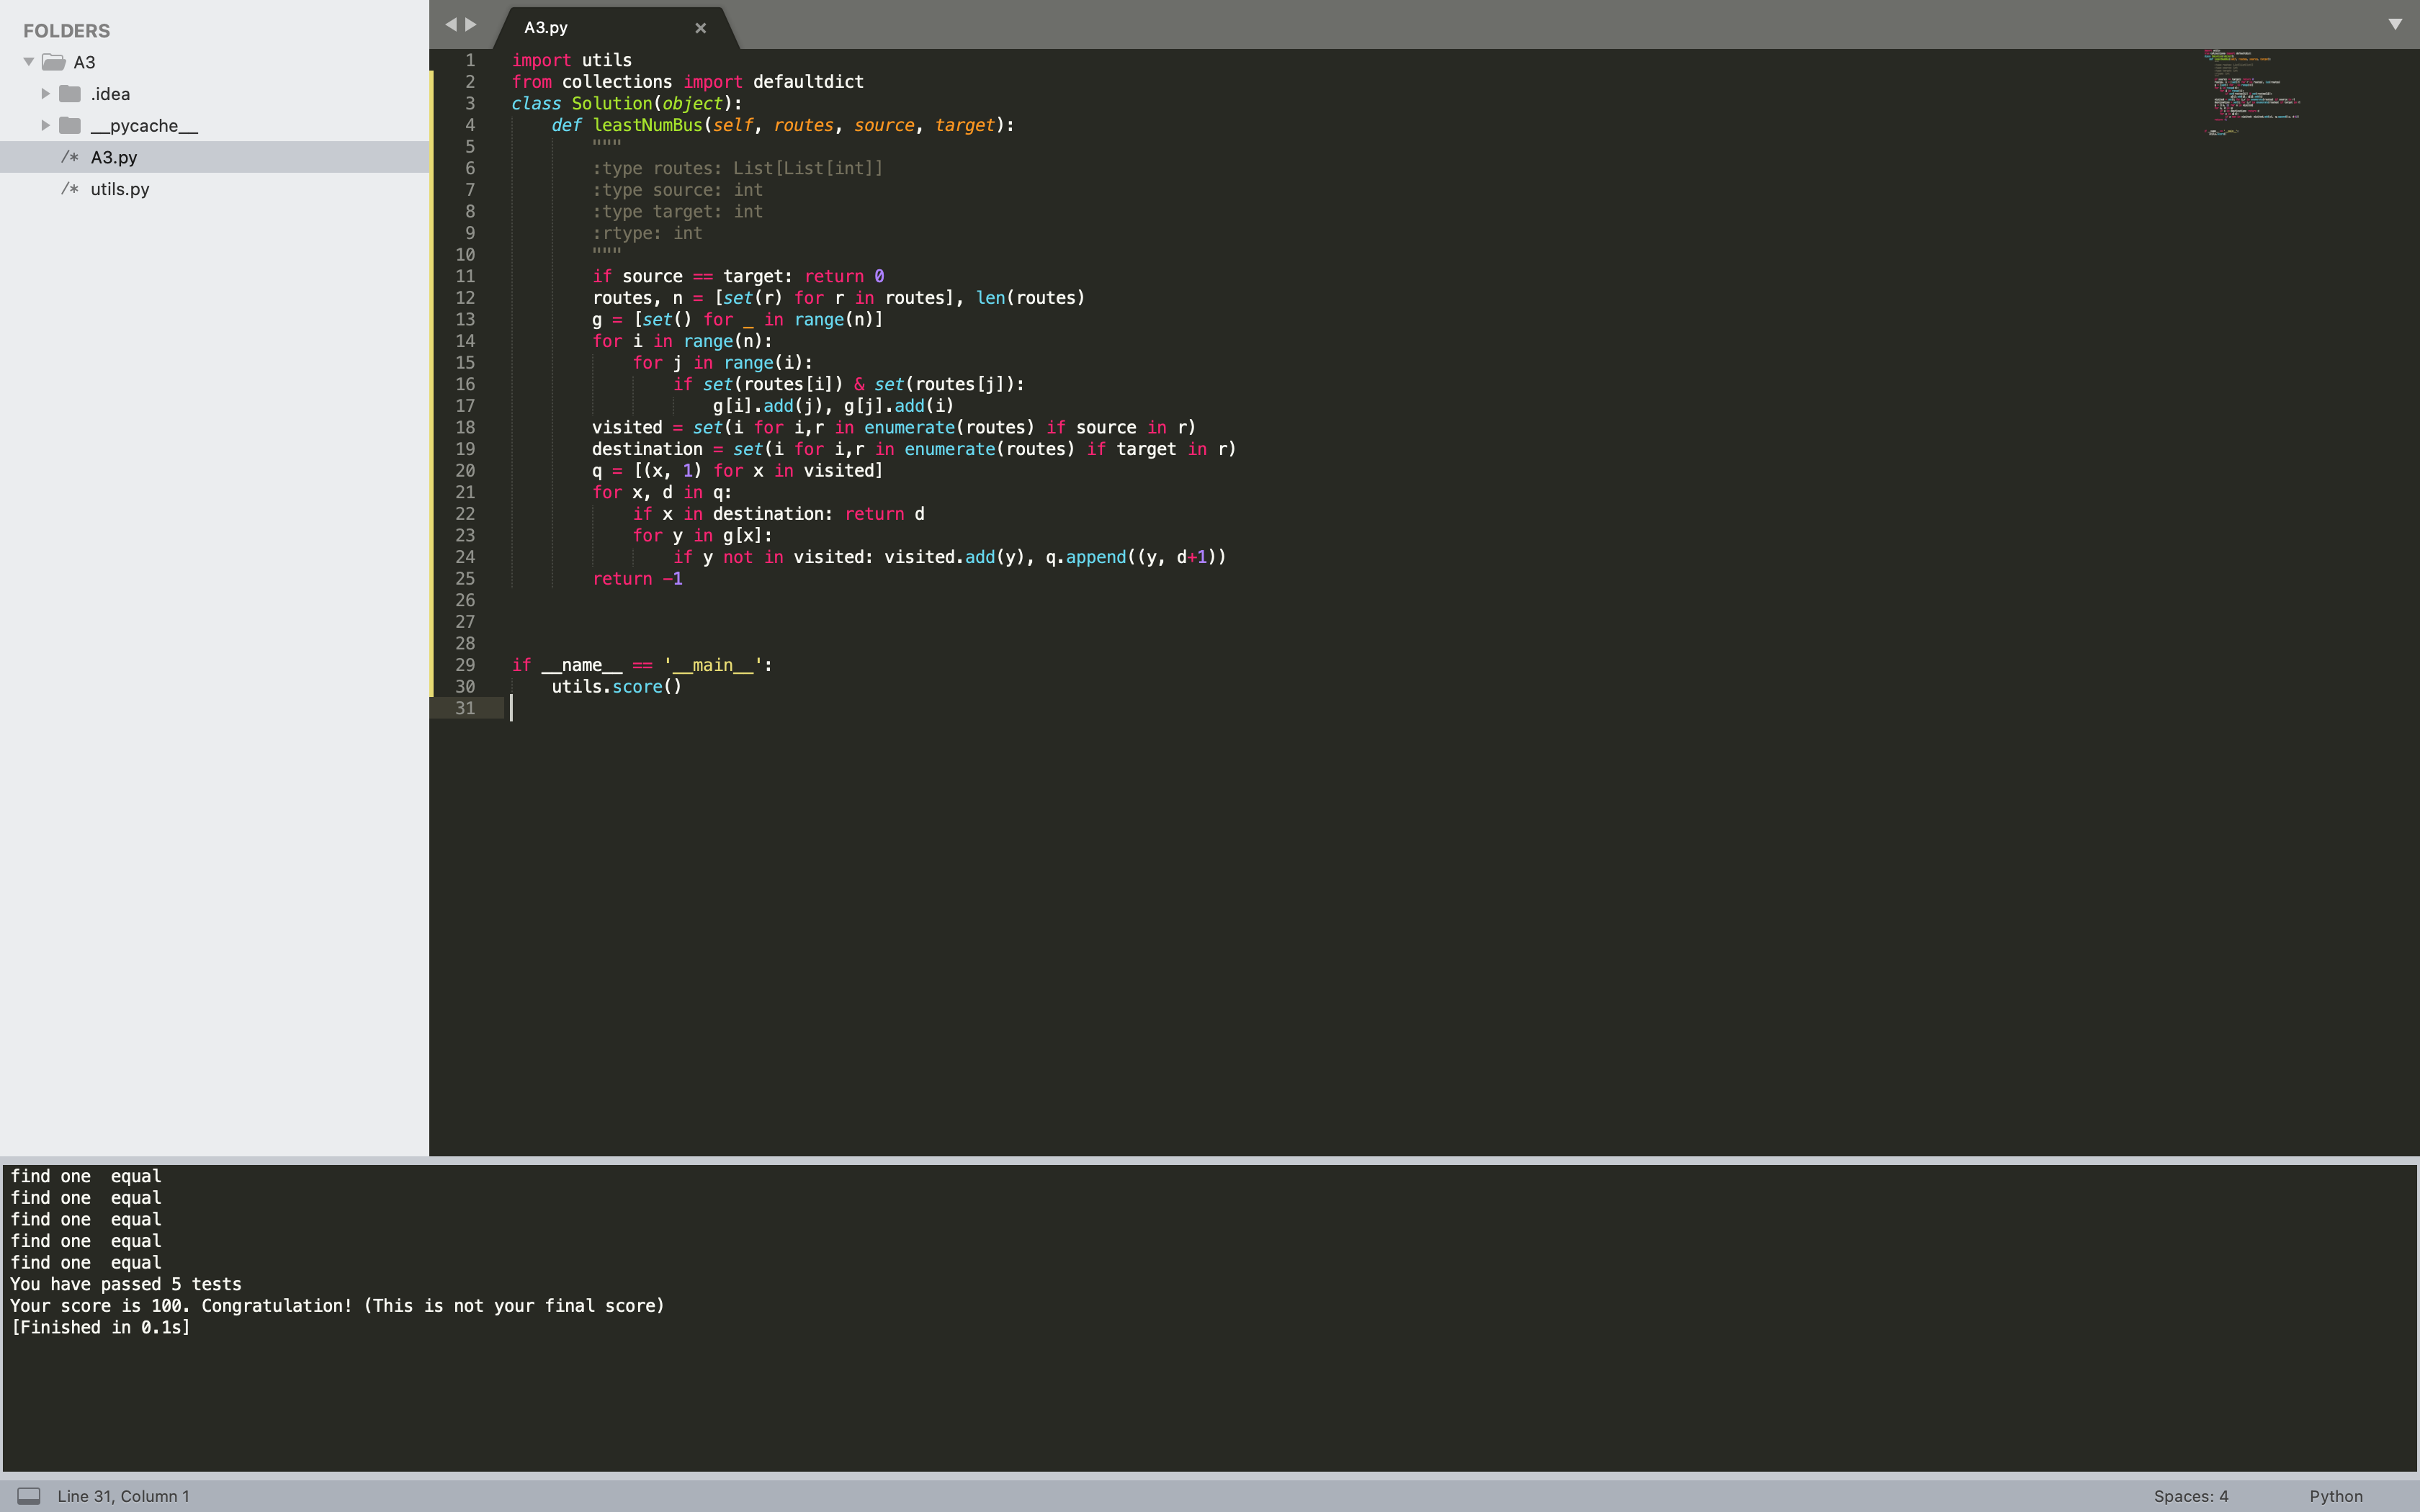 FOLDERS
A3
.idea
__pycache__
/* A3.py
/* utils.py
A3.py
1 import utils
2 from collections import defaultdict
3 class Solution(object):
4     def leastNumBus(self, routes, source, target):
5         """
6         :type routes: List[List[int]]
7         :type source: int
8         :type target: int
9         :rtype: int
10         """
11         if source == target: return 0
12         routes, n = [set(r) for r in routes], len(routes)
13         g = [set() for _ in range(n)]
14         for i in range(n):
15             for j in range(i):
16                 if set(routes[i]) & set(routes[j]):
17                     g[i].add(j), g[j].add(i)
18         visited = set(i for i,r in enumerate(routes) if source in r)
19         destination = set(i for i,r in enumerate(routes) if target in r)
20         q = [(x, 1) for x in visited]
21         for x, d in q:
22             if x in destination: return d
23             for y in g[x]:
24                 if y not in visited: visited.add(y), q.append((y, d+1))
25         return -1
26
27
28
29 if __name__ == '__main__':
30     utils.score()
31
find one  equal
find one  equal
find one  equal
find one  equal
find one  equal
You have passed 5 tests
Your score is 100. Congratulation! (This is not your final score)
[Finished in 0.1s]
Line 31, Column 1
Spaces: 4
Python